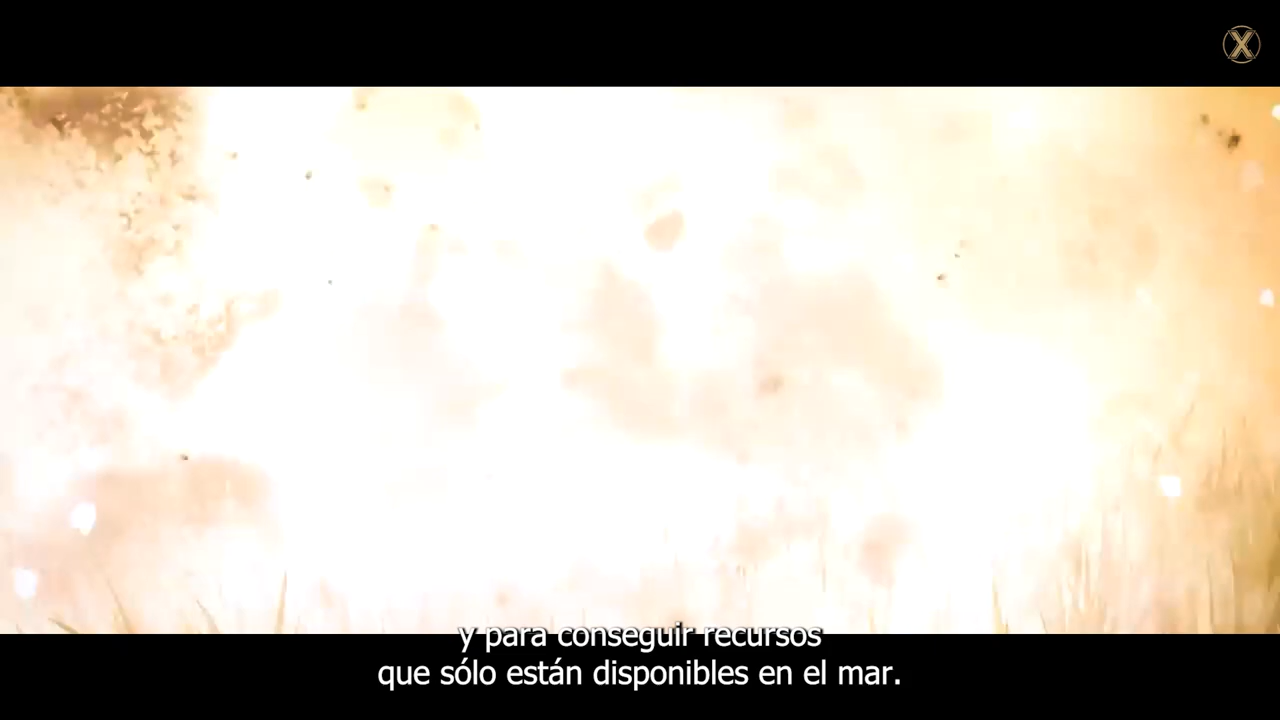 y para conseguir recursos
que sólo están disponibles en el mar.